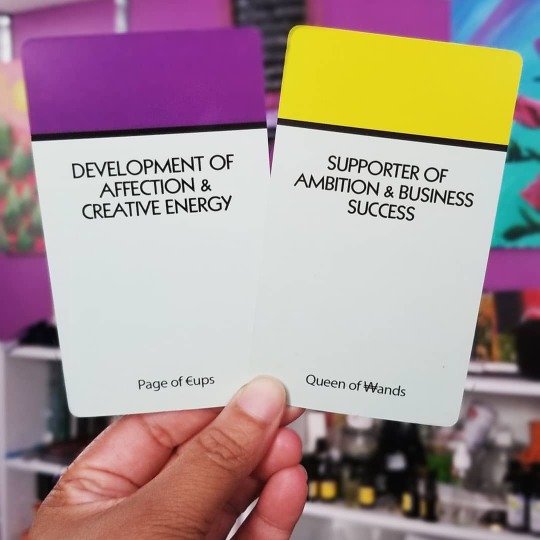 DEVELOPMENT OF
AFFECTION &
CREATIVE ENERGY
Page of €ups
SUPPORTER OF
AMBITION & BUSINESS
SUCCESS
Queen of ₩ands